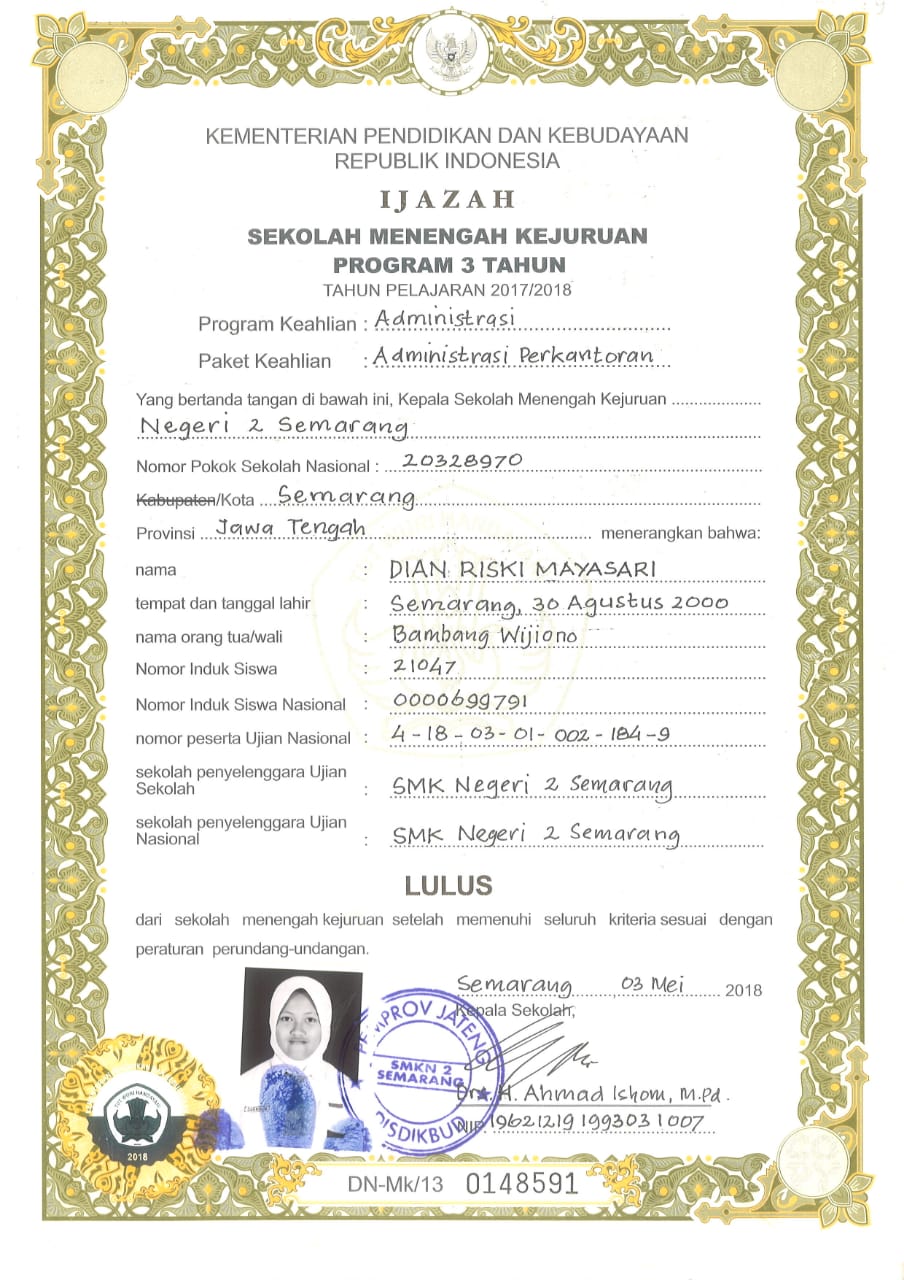 KEMENTERIAN PENDIDIKAN DAN KEBUDAYAAN
REPUBLIK INDONESIA
IJAZAH
SEKOLAH MENENGAH KEJURUAN
PROGRAM 3 TAHUN
TAHUN PELAJARAN 2017/2018
Program Keahlian : Administrasi
Paket Keahlian : Administrasi Perkantoran
Yang bertanda tangan di bawah ini, Kepala Sekolah Menengah Kejuruan
Negeri 2 Semarang
Nomor Pokok Sekolah Nasional : 20328970
Kabupaten/Kota Semarang
Provinsi Jawa Tengah menerangkan bahwa:
nama : DIAN RISKI MAYASARI
tempat dan tanggal lahir : Semarang, 30 Agustus 2000
nama orang tua/wali : Bambang Wijiono
Nomor Induk Siswa : 21047
Nomor Induk Siswa Nasional : 0000699791
nomor peserta Ujian Nasional : 4-18-03-01-002-184-9
sekolah penyelenggara Ujian
Sekolah : SMK Negeri 2 Semarang
sekolah penyelenggara Ujian
Nasional : SMK Negeri 2 Semarang
LULUS
dari sekolah menengah kejuruan setelah memenuhi seluruh kriteria sesuai dengan
peraturan perundang-undangan.
Semarang, 03 Mei 2018
Kepala Sekolah,
PEMPROV JATENG
SMKN 2
SEMARANG
DISDIKBUD
Drs. H. Ahmad Ishom, M.Pd.
NIP 19621219 199303 1 007
TUT WURI HANDAYANI
2018
DN-Mk/13 0148591